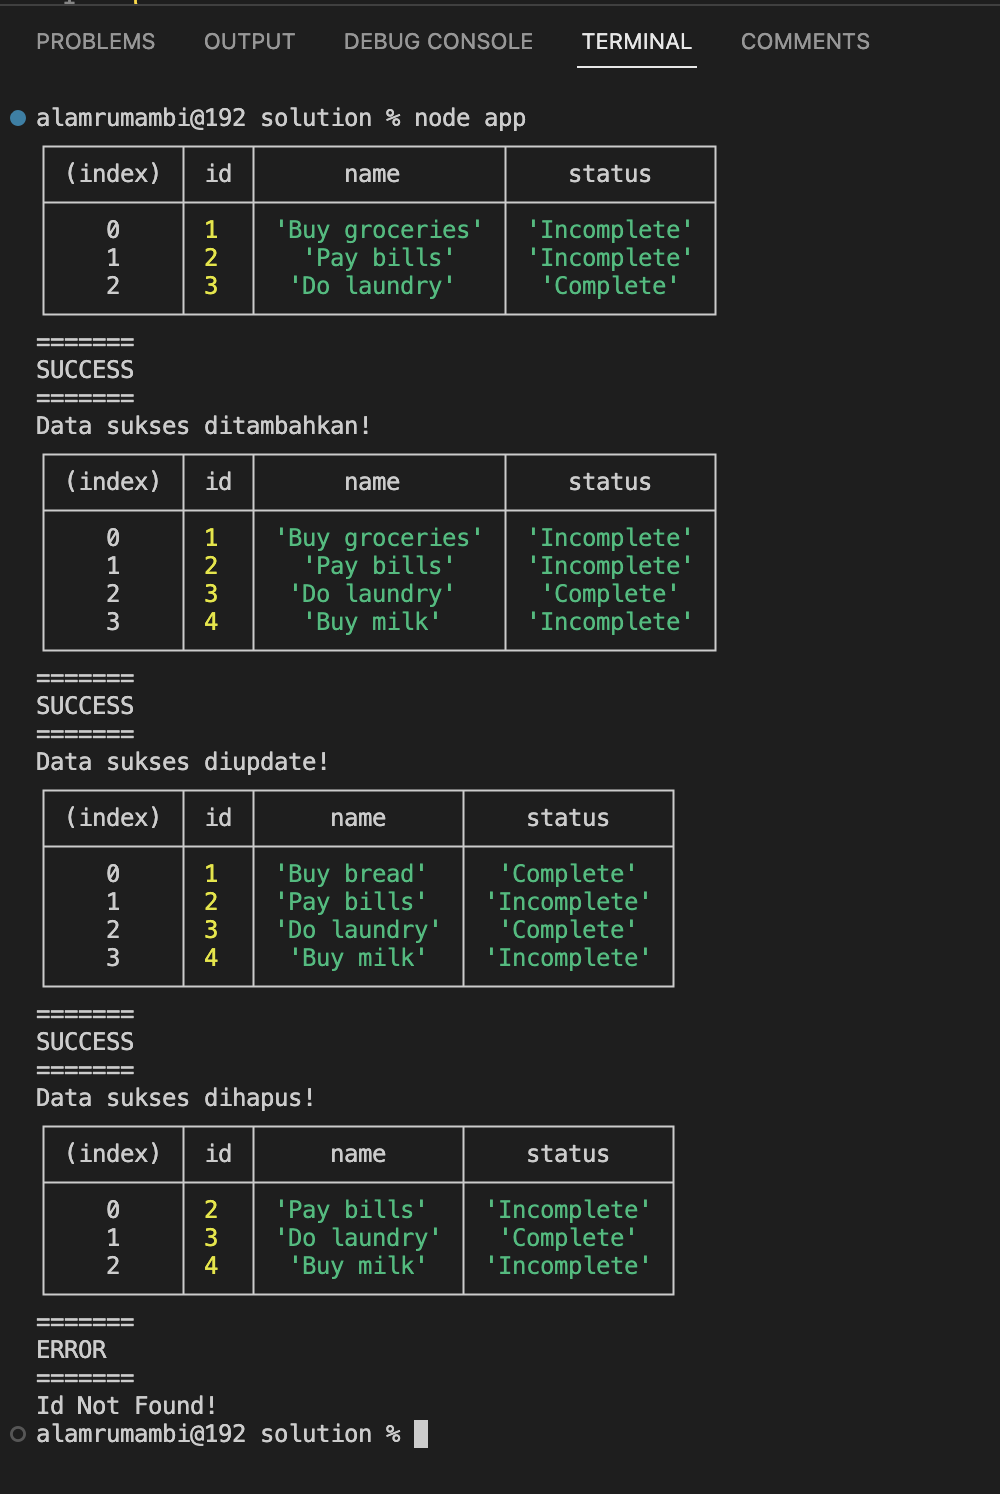 PROBLEMS OUTPUT DEBUG CONSOLE TERMINAL COMMENTS
alamrumambi@192 solution % node app
(index) id name status
0 1 'Buy groceries' 'Incomplete'
1 2 'Pay bills' 'Incomplete'
2 3 'Do laundry' 'Complete'
=======
SUCCESS
=======
Data sukses ditambahkan!
(index) id name status
0 1 'Buy groceries' 'Incomplete'
1 2 'Pay bills' 'Incomplete'
2 3 'Do laundry' 'Complete'
3 4 'Buy milk' 'Incomplete'
=======
SUCCESS
=======
Data sukses diupdate!
(index) id name status
0 1 'Buy bread' 'Complete'
1 2 'Pay bills' 'Incomplete'
2 3 'Do laundry' 'Complete'
3 4 'Buy milk' 'Incomplete'
=======
SUCCESS
=======
Data sukses dihapus!
(index) id name status
0 2 'Pay bills' 'Incomplete'
1 3 'Do laundry' 'Complete'
2 4 'Buy milk' 'Incomplete'
=======
ERROR
=======
Id Not Found!
alamrumambi@192 solution %